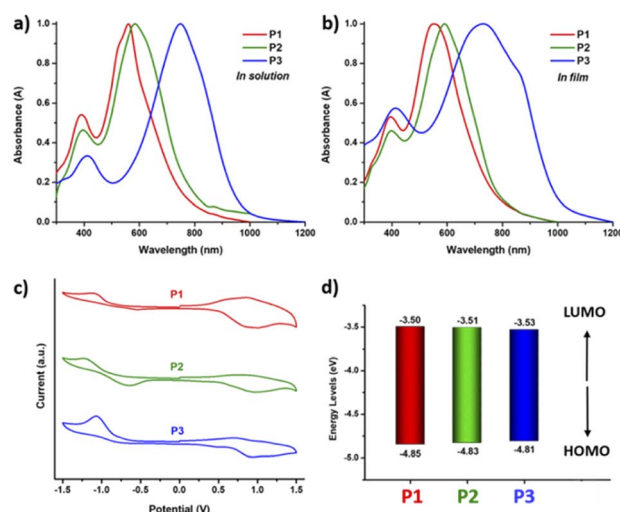 a)
P1
P2
P3
In solution
Absorbance (A)
1.0
0.8
0.6
0.4
0.2
0.0
400 600 800 1000 1200
Wavelength (nm)
b)
P1
P2
P3
In film
Absorbance (A)
1.0
0.8
0.6
0.4
0.2
0.0
400 600 800 1000 1200
Wavelength (nm)
c)
P1
P2
P3
Current (a.u.)
-1.5 -1.0 -0.5 0.0 0.5 1.0 1.5
Potential (V)
d)
LUMO
-3.50 -3.51 -3.53
Energy Levels (eV)
-3.5
-4.0
-4.5
-5.0
-4.85 -4.83 -4.81
HOMO
P1 P2 P3